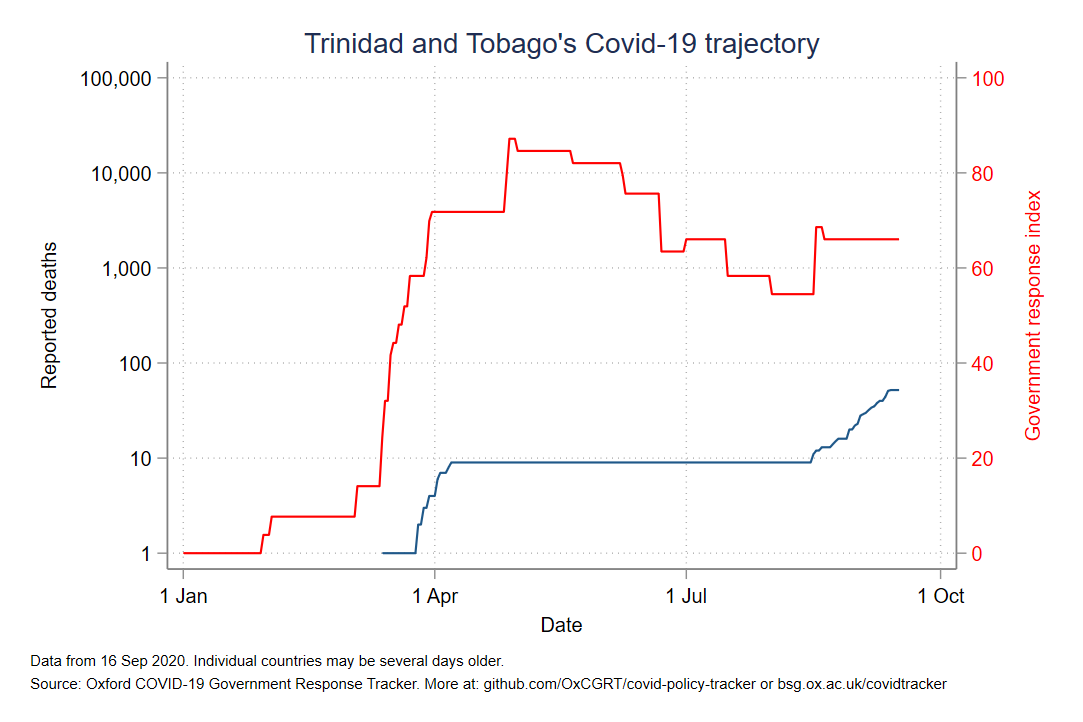 Trinidad and Tobago's Covid-19 trajectory
100,000
10,000
1,000
100
10
1
Reported deaths
100
80
60
40
20
0
Government response index
1 Jan
1 Apr
1 Jul
1 Oct
Date
Data from 16 Sep 2020. Individual countries may be several days older.
Source: Oxford COVID-19 Government Response Tracker. More at: github.com/OxCGRT/covid-policy-tracker or bsg.ox.ac.uk/covidtracker